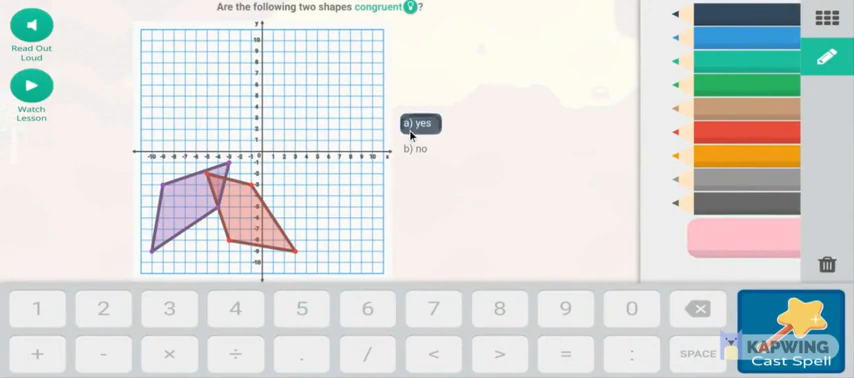 Are the following two shapes congruent ?
Read Out
Loud
Watch
Lesson
y
a) yes
b) no
x
1 2 3 4 5 6 7 8 9 0
+ - × ÷ . / < > = : SPACE
KAPWING
Cast Spell